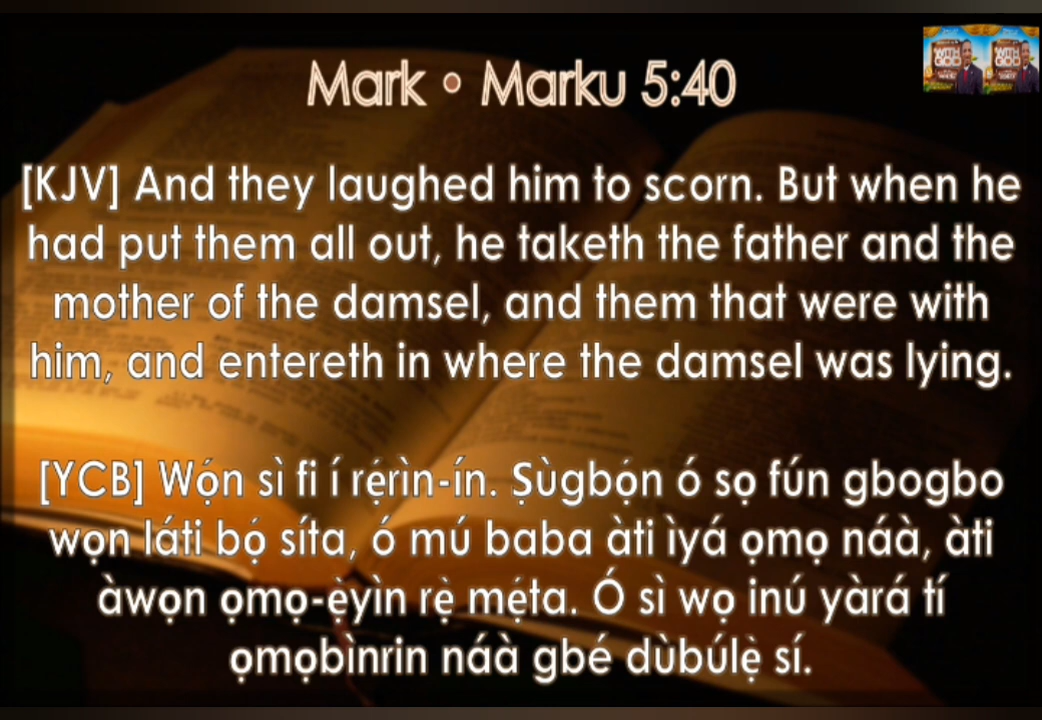 Mark • Marku 5:40
WITH GOD WITH GOD
[KJV] And they laughed him to scorn. But when he
had put them all out, he taketh the father and the
mother of the damsel, and them that were with
him, and entereth in where the damsel was lying.
[YCB] Wọ́n sì fi í rẹ́rìn-ín. Ṣùgbọ́n ó sọ fún gbogbo
wọn láti bọ́ síta, ó mú baba àti ìyá ọmọ náà, àti
àwọn ọmọ-ẹ̀yìn rẹ̀ mẹ́ta. Ó sì wọ inú yàrá tí
ọmọbìnrin náà gbé dùbúlẹ̀ sí.